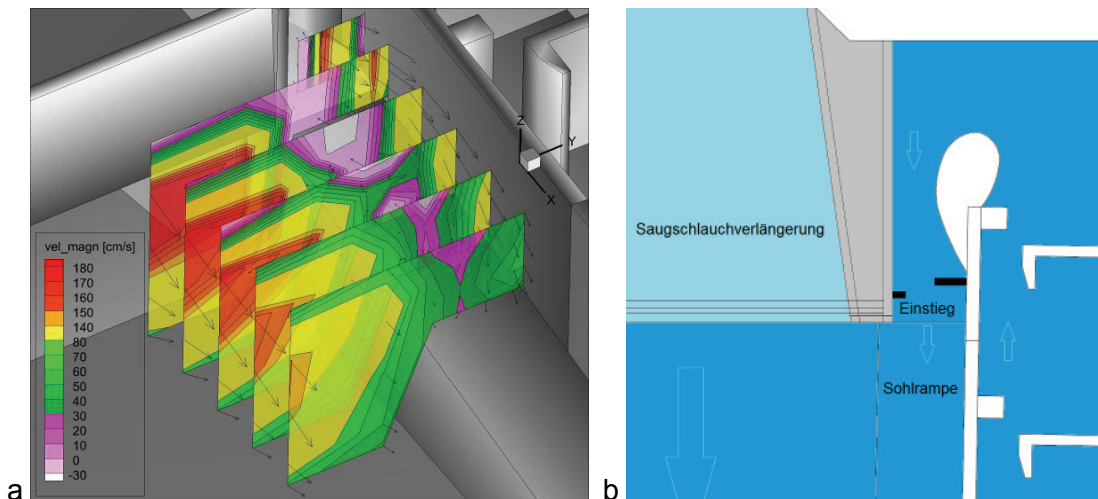 Z
Y
X
vel_magn [cm/s]
180
170
160
150
140
80
70
60
50
40
30
20
10
0
-30
a
Saugschlauchverlängerung
Einstieg
Sohlrampe
b